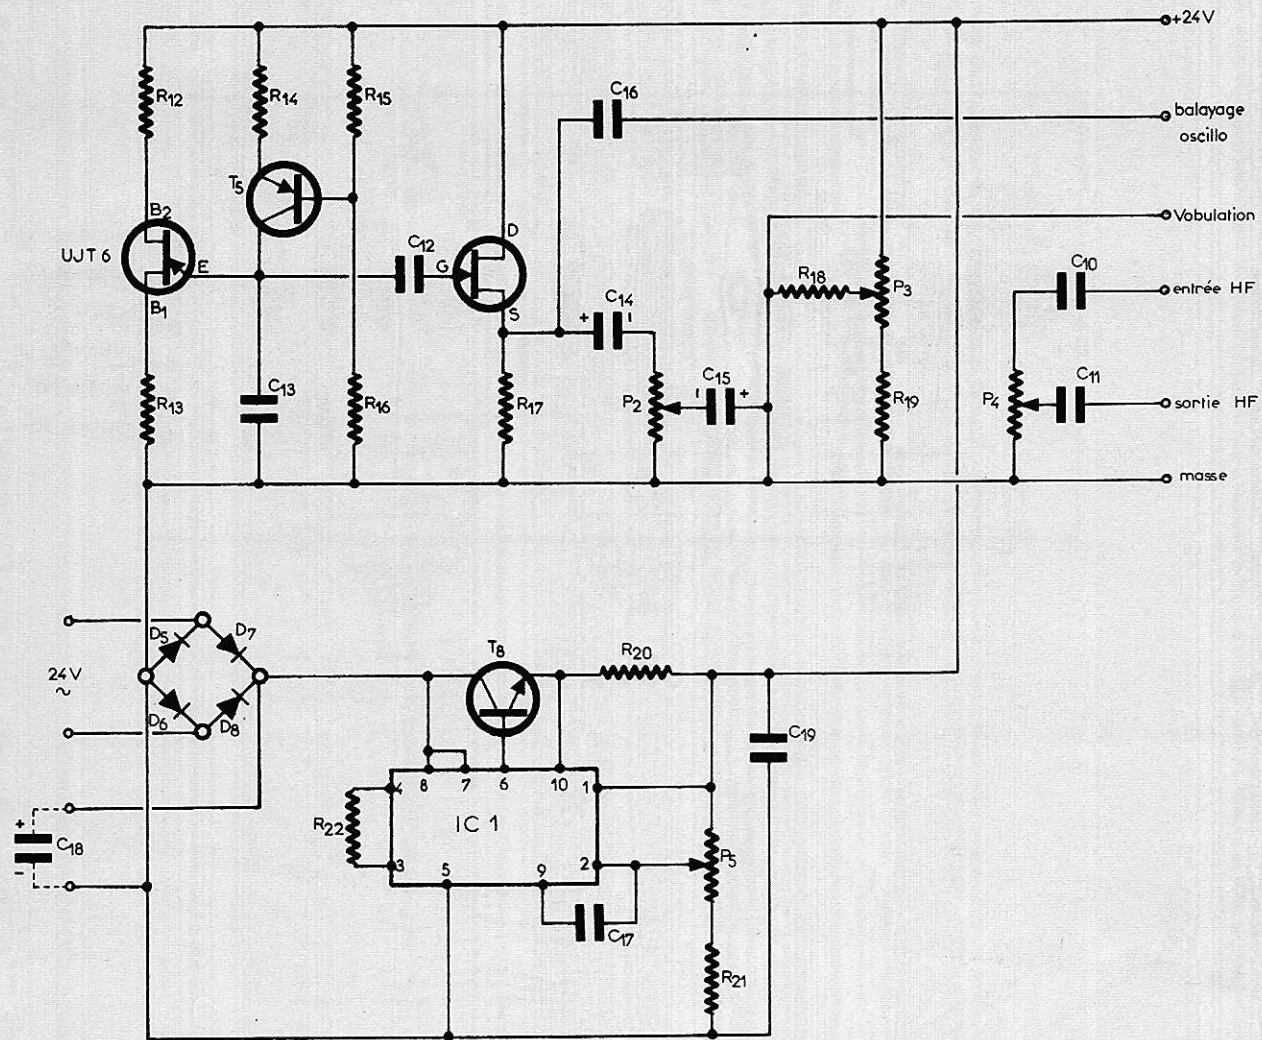 +24V
R12
R14
R15
C16
balayage
oscillo
T5
B2
UJT 6
E
B1
C12
G
D
S
Vobulation
R18
P3
C10
entrée HF
C14
+
-
C13
R13
R16
R17
P2
C15
-
+
R19
P4
C11
sortie HF
masse
D5
D7
24V
~
D6
D8
T8
R20
C19
4
8
7
6
10
1
R22
IC 1
+
C18
-
3
5
9
2
P5
C17
R21